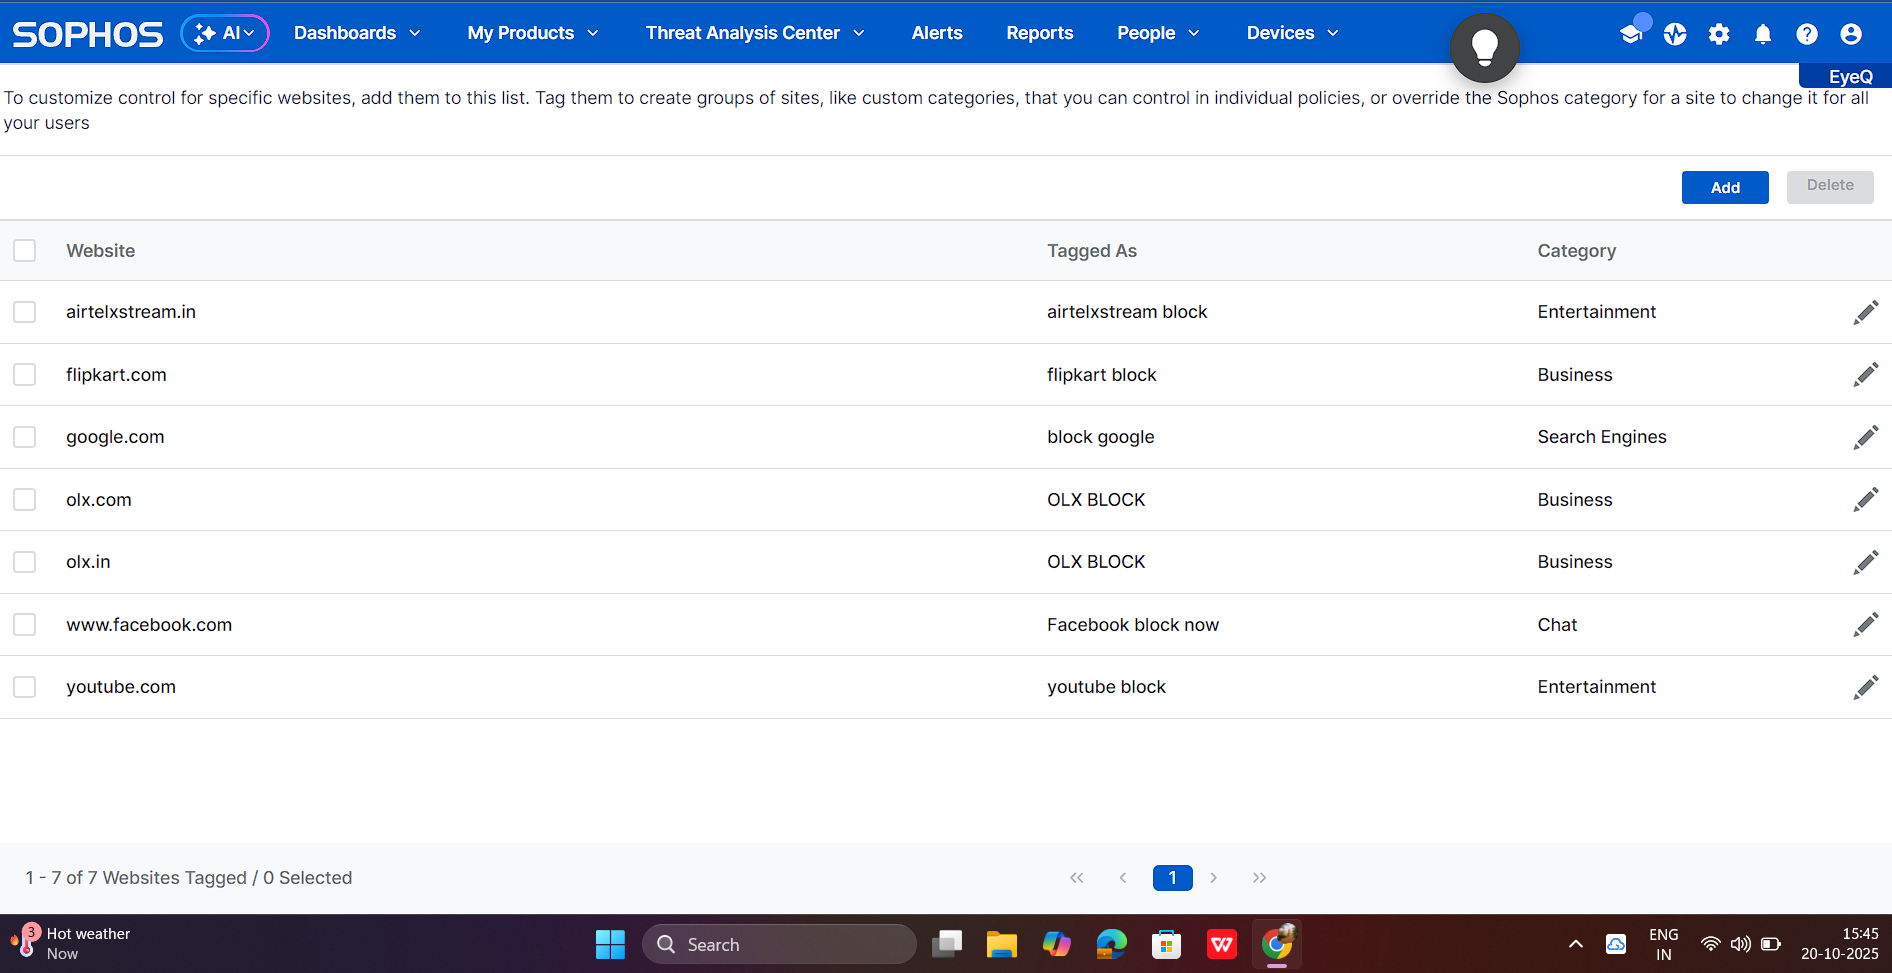 SOPHOS AI Dashboards My Products Threat Analysis Center Alerts Reports People Devices
EyeQ
To customize control for specific websites, add them to this list. Tag them to create groups of sites, like custom categories, that you can control in individual policies, or override the Sophos category for a site to change it for all
your users
Add Delete
Website Tagged As Category
airtelxstream.in airtelxstream block Entertainment
flipkart.com flipkart block Business
google.com block google Search Engines
olx.com OLX BLOCK Business
olx.in OLX BLOCK Business
www.facebook.com Facebook block now Chat
youtube.com youtube block Entertainment
1 - 7 of 7 Websites Tagged / 0 Selected 1
3 Hot weather
Now
Search
ENG
IN
15:45
20-10-2025